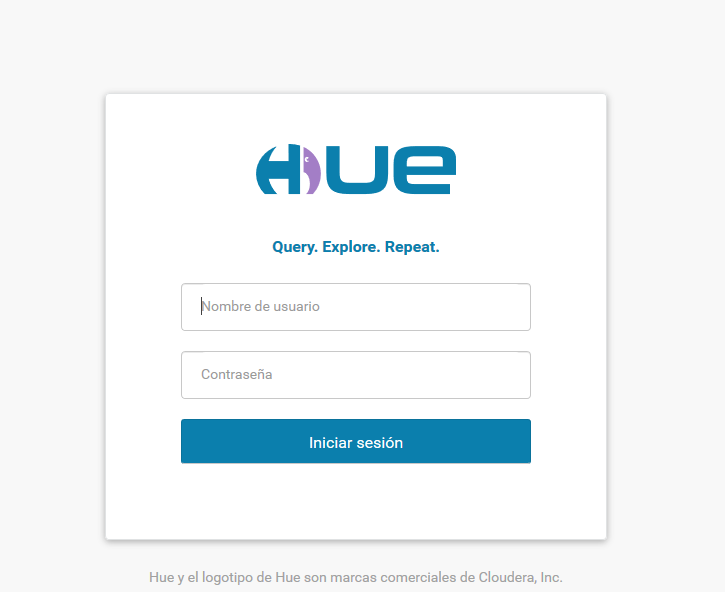 HUE
Query. Explore. Repeat.
Nombre de usuario
Contraseña
Iniciar sesión
Hue y el logotipo de Hue son marcas comerciales de Cloudera, Inc.